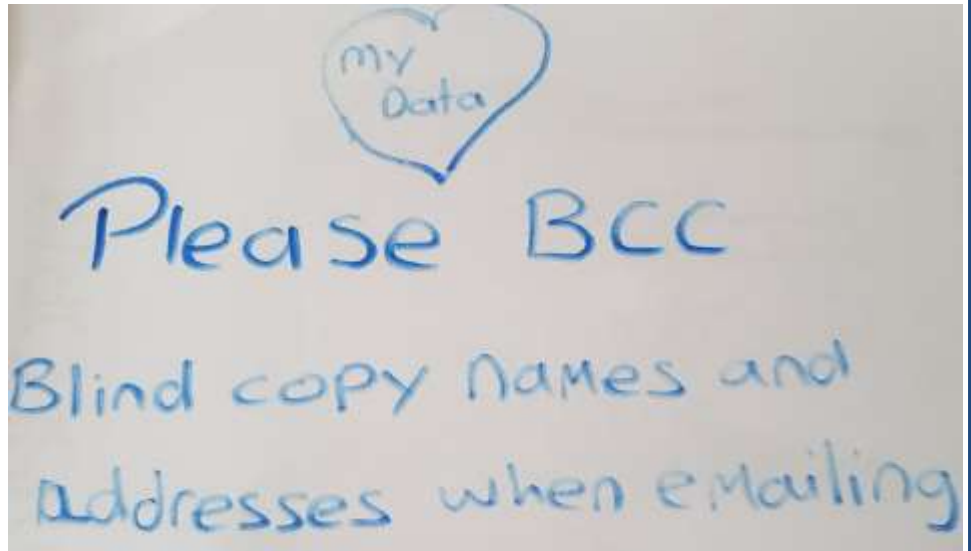 My
Data
Please BCC
Blind copy names and
addresses when emailing